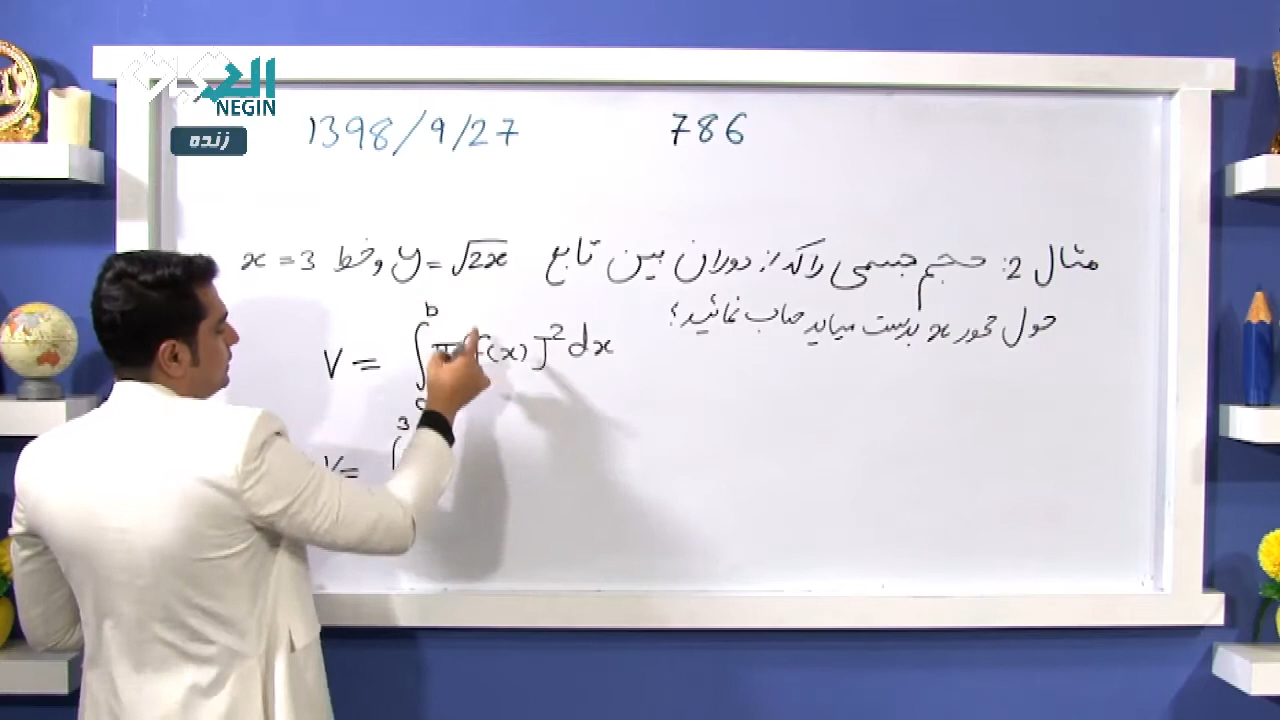 NEGIN
زنده
1398/9/27
786
مثال 2: حجم جسمی را که از دوران بین تابع y = √2x و خط x = 3
حول محور x بدست میاید حساب نمائید؟
V = ∫ᵇ π[f(x)]² dx
V = ∫³